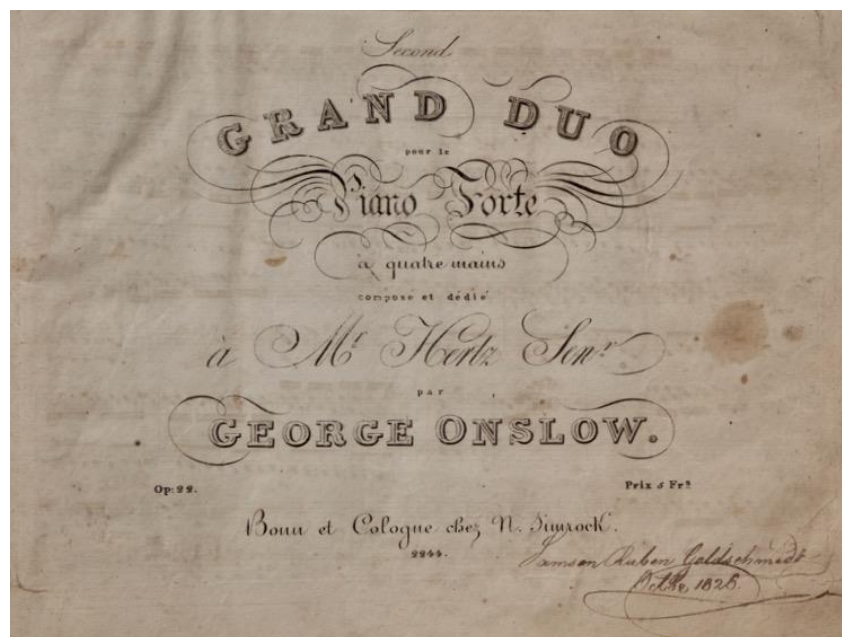 Second
GRAND DUO
pour le
Piano Forte
à quatre mains
composé et dédié
à Mr Hertz Senr
par
GEORGE ONSLOW.
Op: 22. Prix 5 Frs
Bonn et Cologne chez N. Simrock.
2244.
Samson Ruben Goldschmidt
Octbr, 1826.